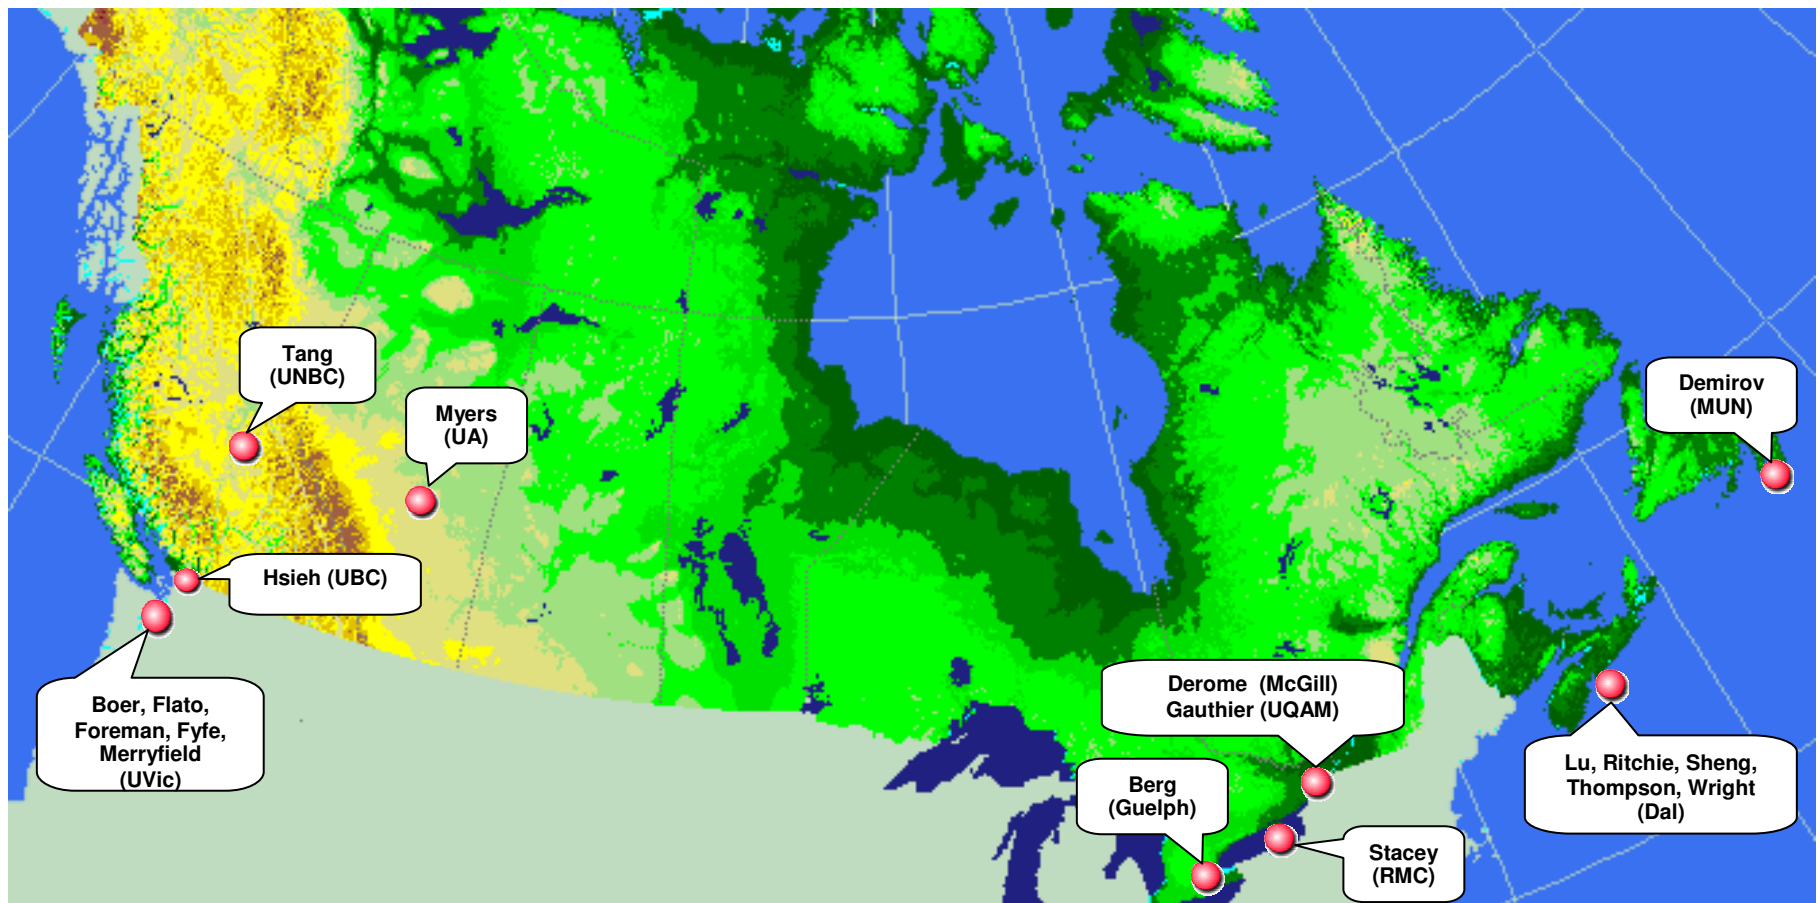 Tang
(UNBC)
Myers
(UA)
Demirov
(MUN)
Hsieh (UBC)
Boer, Flato,
Foreman, Fyfe,
Merryfield
(UVic)
Derome (McGill)
Gauthier (UQAM)
Berg
(Guelph)
Lu, Ritchie, Sheng,
Thompson, Wright
(Dal)
Stacey
(RMC)